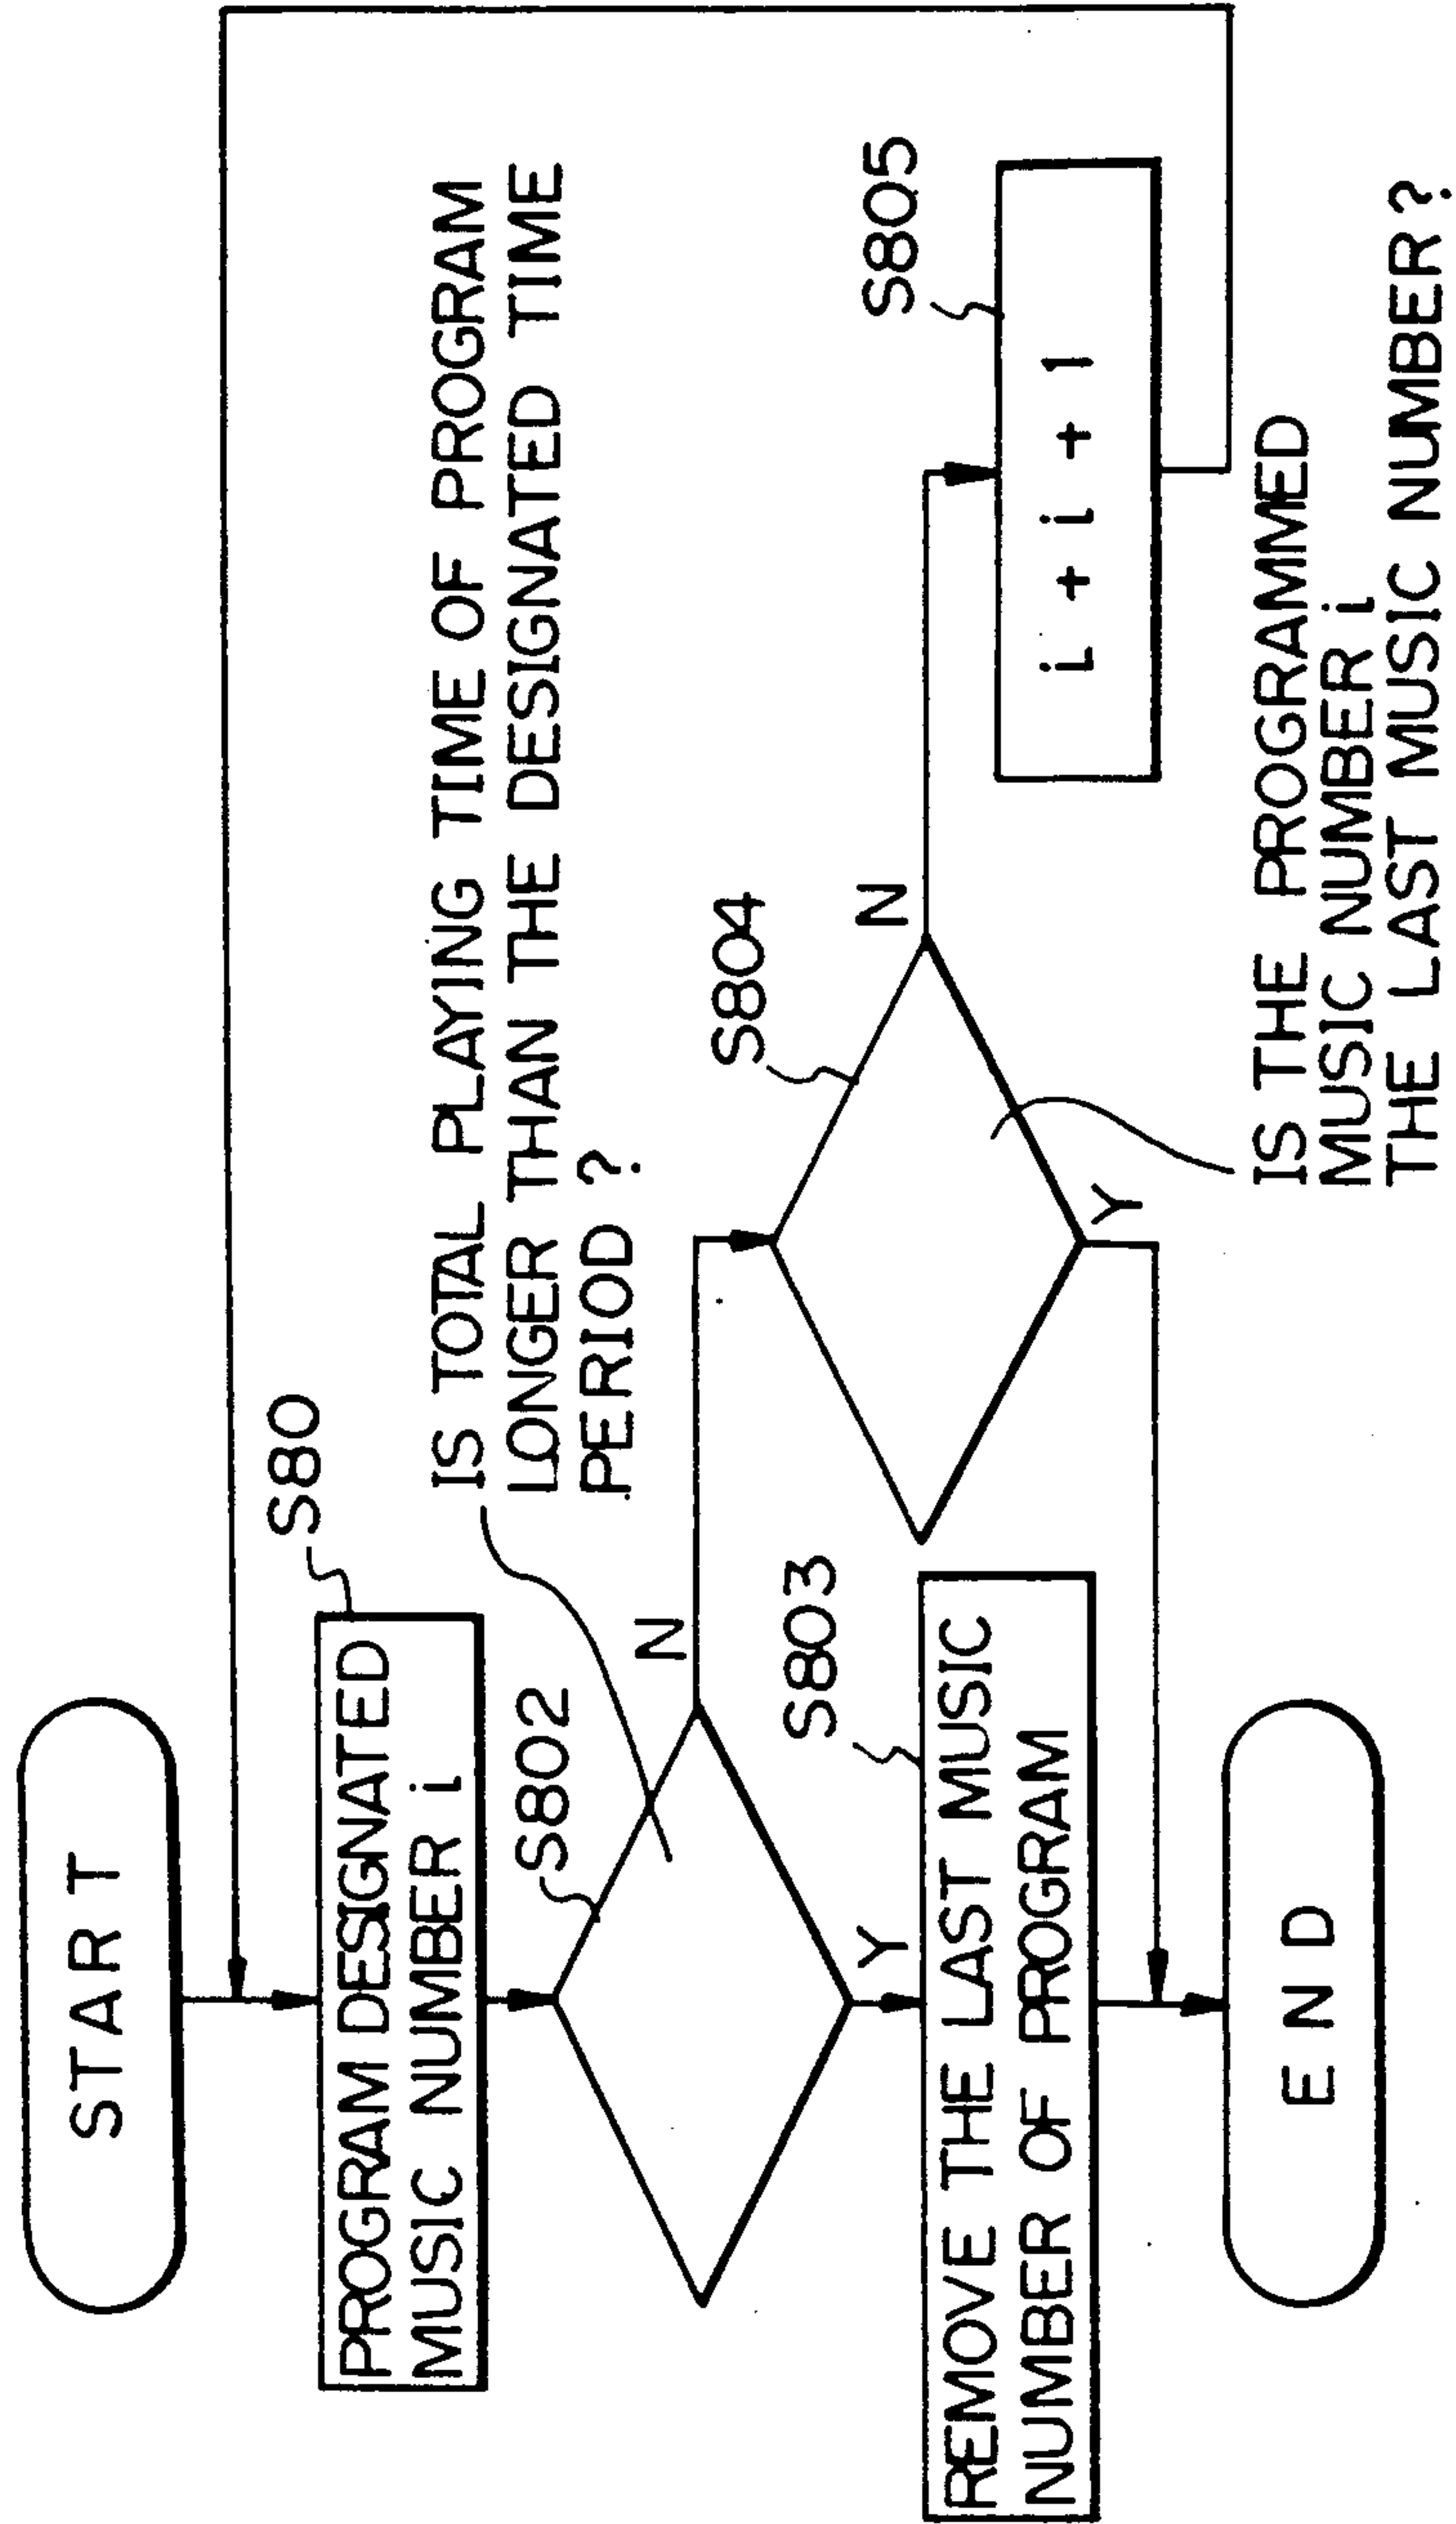 START
S80
PROGRAM DESIGNATED
MUSIC NUMBER i
S802
IS TOTAL PLAYING TIME OF PROGRAM
LONGER THAN THE DESIGNATED TIME
PERIOD ?
N
Y
S803
REMOVE THE LAST MUSIC
NUMBER OF PROGRAM
S804
N
Y
IS THE PROGRAMMED
MUSIC NUMBER i
THE LAST MUSIC NUMBER?
S805
i + i + 1
END